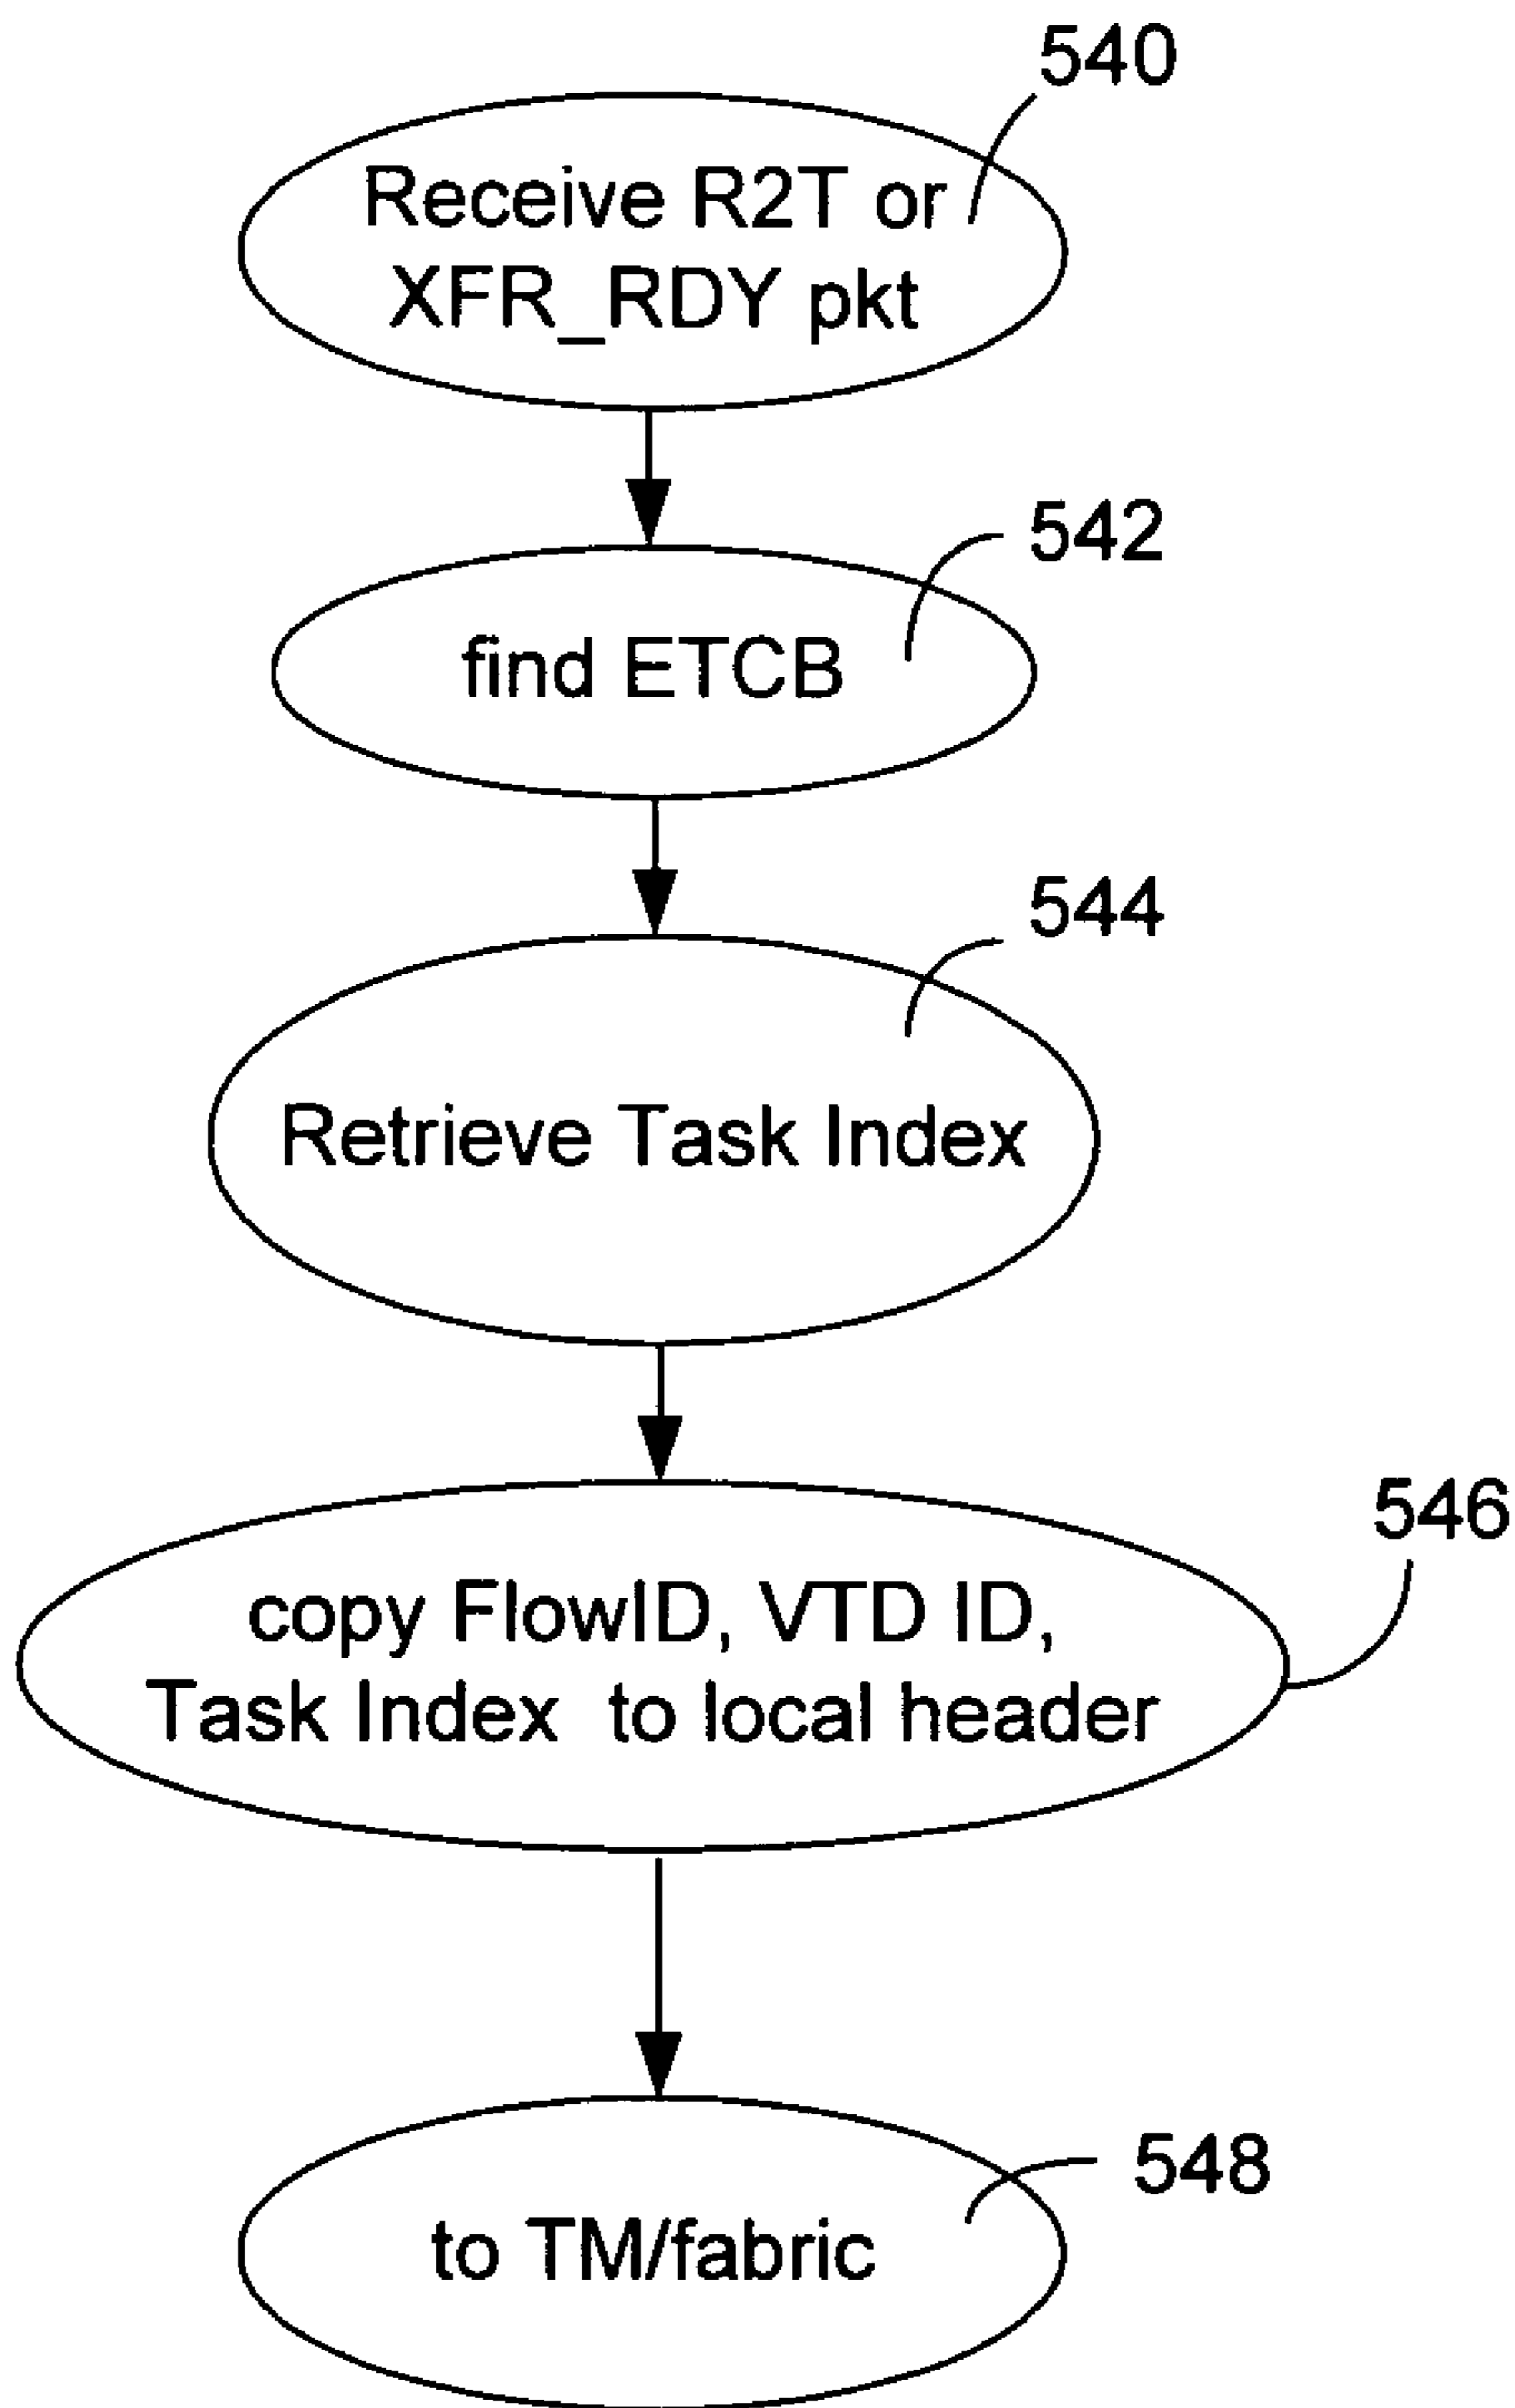 540
Receive R2T or
XFR_RDY pkt
542
find ETCB
544
Retrieve Task Index
546
copy FlowID, VTD ID,
Task Index to local header
548
to TM/fabric